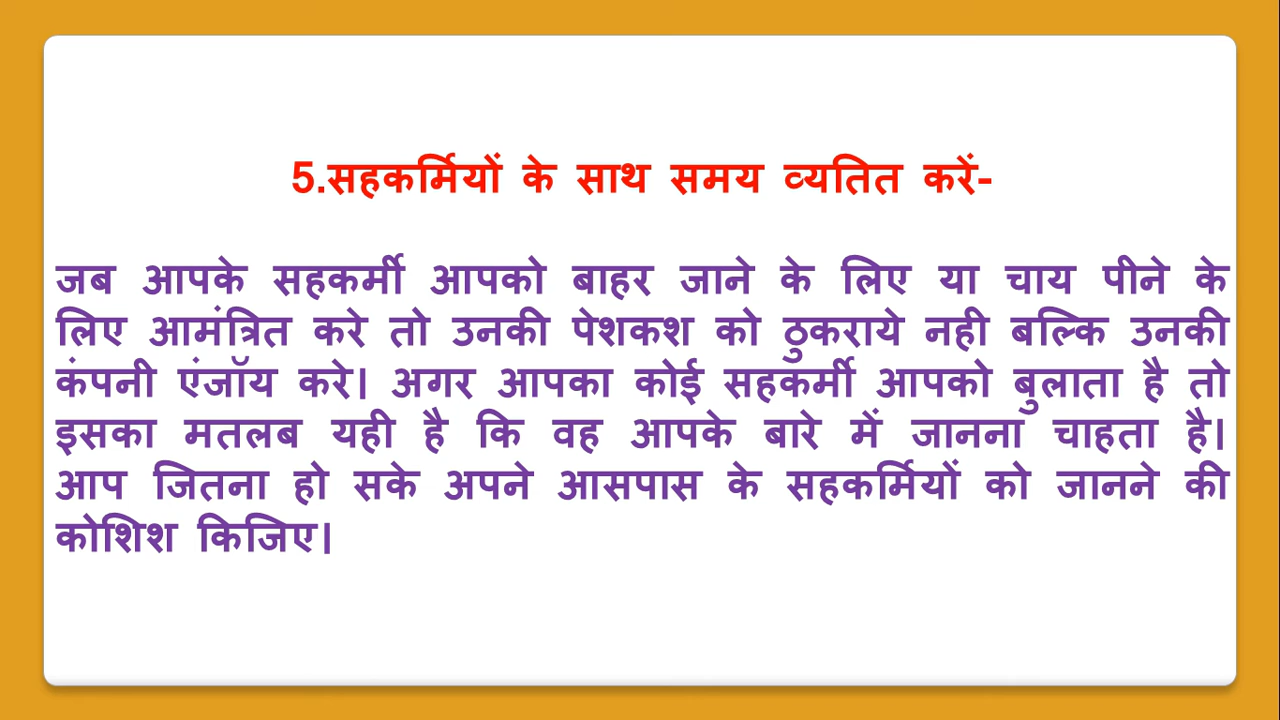 5.सहकर्मियों के साथ समय व्यतित करें-
जब आपके सहकर्मी आपको बाहर जाने के लिए या चाय पीने के
लिए आमंत्रित करे तो उनकी पेशकश को ठुकराये नही बल्कि उनकी
कंपनी एंजॉय करे। अगर आपका कोई सहकर्मी आपको बुलाता है तो
इसका मतलब यही है कि वह आपके बारे में जानना चाहता है।
आप जितना हो सके अपने आसपास के सहकर्मियों को जानने की
कोशिश किजिए।